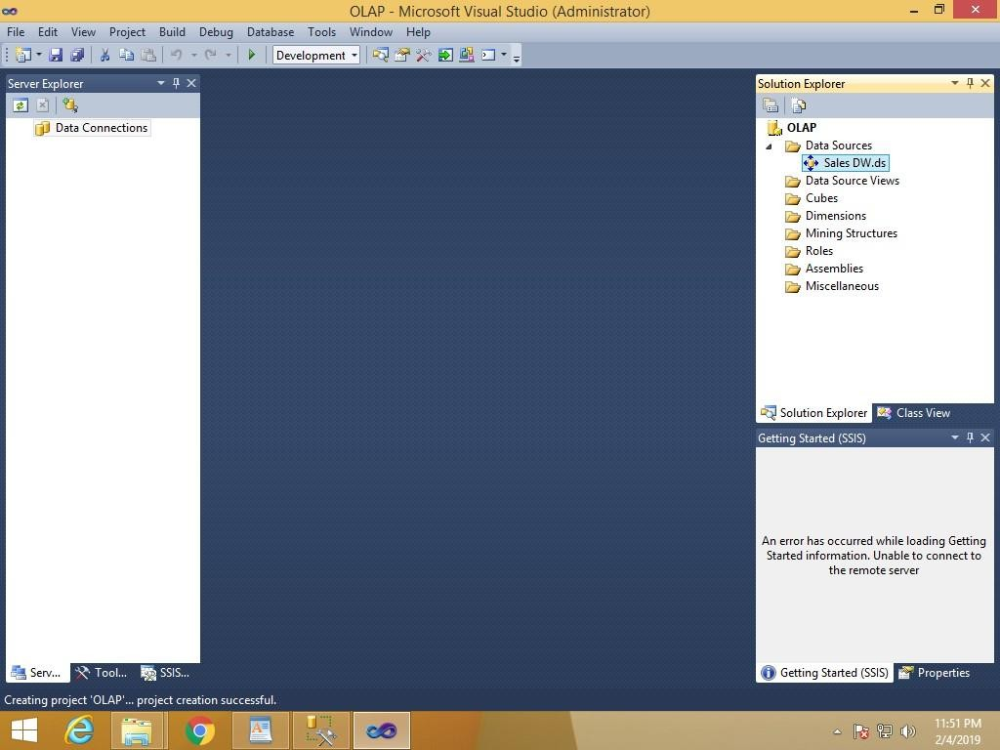 OLAP - Microsoft Visual Studio (Administrator)
File Edit View Project Build Debug Database Tools Window Help
Development
Server Explorer
Data Connections
Serv... Tool... SSIS...
Solution Explorer
OLAP
Data Sources
Sales DW.ds
Data Source Views
Cubes
Dimensions
Mining Structures
Roles
Assemblies
Miscellaneous
Solution Explorer Class View
Getting Started (SSIS)
An error has occurred while loading Getting
Started information. Unable to connect to
the remote server
Getting Started (SSIS) Properties
Creating project 'OLAP'... project creation successful.
11:51 PM
2/4/2019